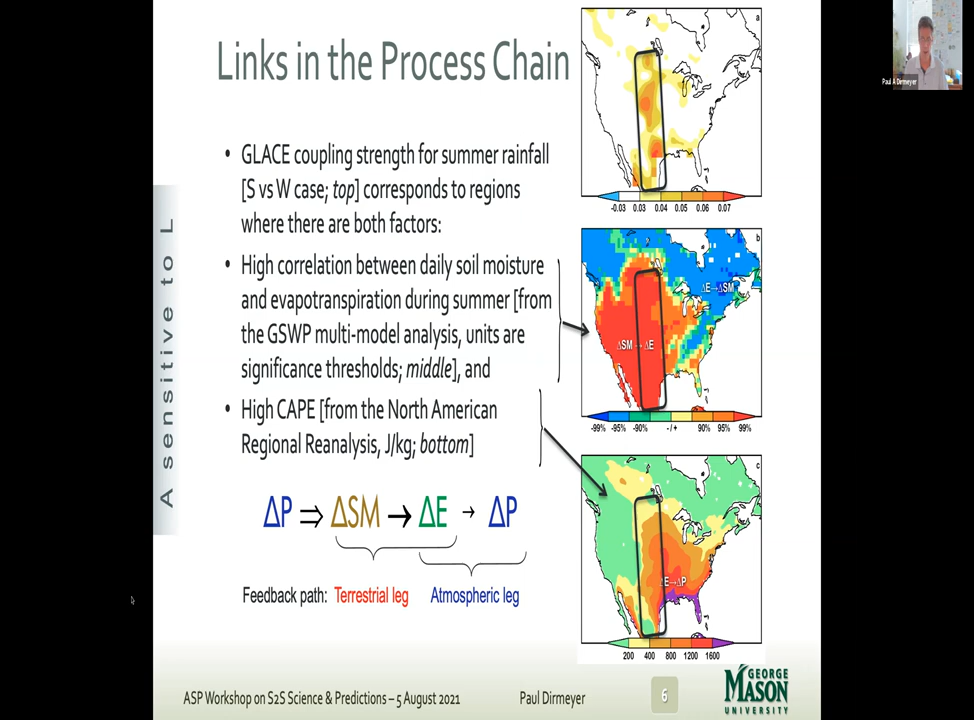 Links in the Process Chain
• GLACE coupling strength for summer rainfall
[S vs W case; top] corresponds to regions
where there are both factors:
• High correlation between daily soil moisture
and evapotranspiration during summer [from
the GSWP multi-model analysis, units are
significance thresholds; middle], and
• High CAPE [from the North American
Regional Reanalysis, J/kg; bottom]
ΔP ⇒ ΔSM → ΔE → ΔP
Feedback path: Terrestrial leg Atmospheric leg
A sensitive to L
a
-0.03 0.03 0.04 0.05 0.06 0.07
b
ΔE→ΔSM
ΔSM → ΔE
-99% -95% -90% - / + 90% 95% 99%
c
ΔE→ΔP
200 400 800 1200 1600
ASP Workshop on S2S Science & Predictions – 5 August 2021
Paul Dirmeyer
6
GEORGE
MASON
UNIVERSITY
Paul A Dirmeyer